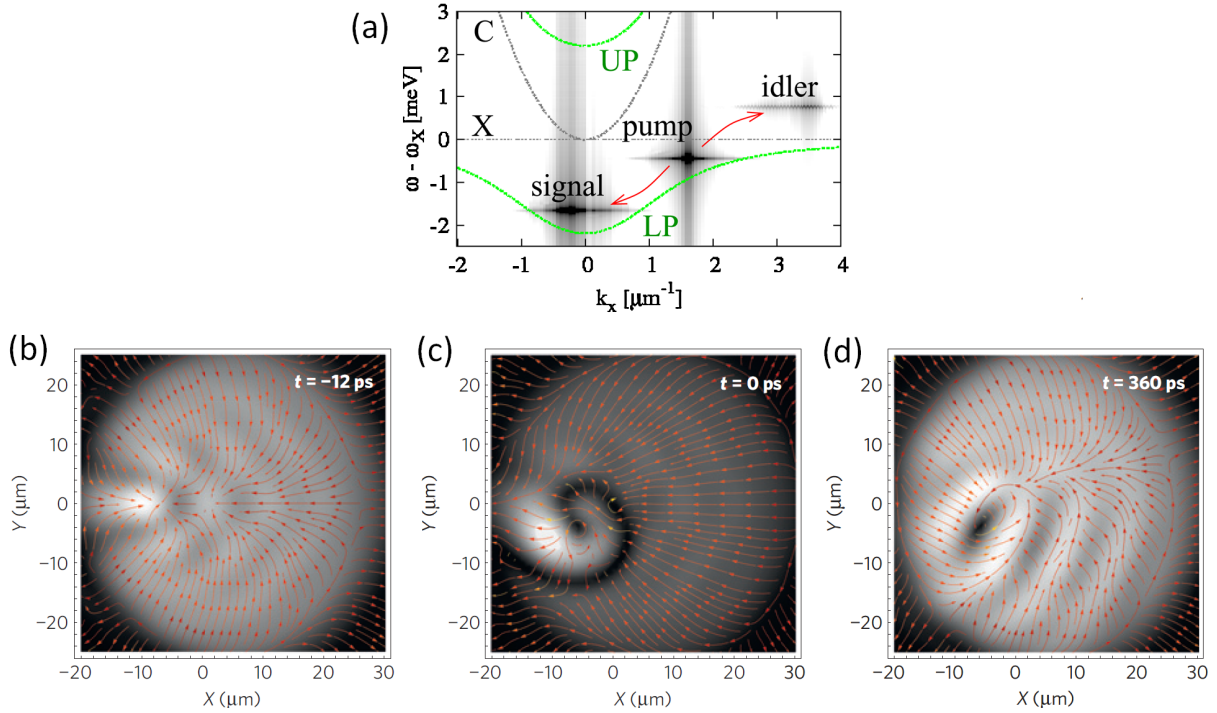 (a)
C
UP
X
idler
pump
signal
LP
3
2
1
0
-1
-2
ω - ω_X [meV]
-2 -1 0 1 2 3 4
k_x [μm⁻¹]
(b)
t = −12 ps
20
10
0
−10
−20
Y (μm)
−20 −10 0 10 20 30
X (μm)
(c)
t = 0 ps
20
10
0
−10
−20
Y (μm)
−20 −10 0 10 20 30
X (μm)
(d)
t = 360 ps
20
10
0
−10
−20
Y (μm)
−20 −10 0 10 20 30
X (μm)